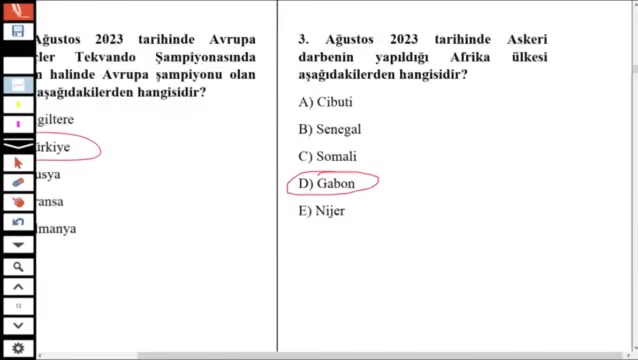 Ağustos 2023 tarihinde Avrupa
ler Tekvando Şampiyonasında
n halinde Avrupa şampiyonu olan
aşağıdakilerden hangisidir?
giltere
ürkiye
usya
ransa
lmanya
3. Ağustos 2023 tarihinde Askeri
darbenin yapıldığı Afrika ülkesi
aşağıdakilerden hangisidir?
A) Cibuti
B) Senegal
C) Somali
D) Gabon
E) Nijer
13